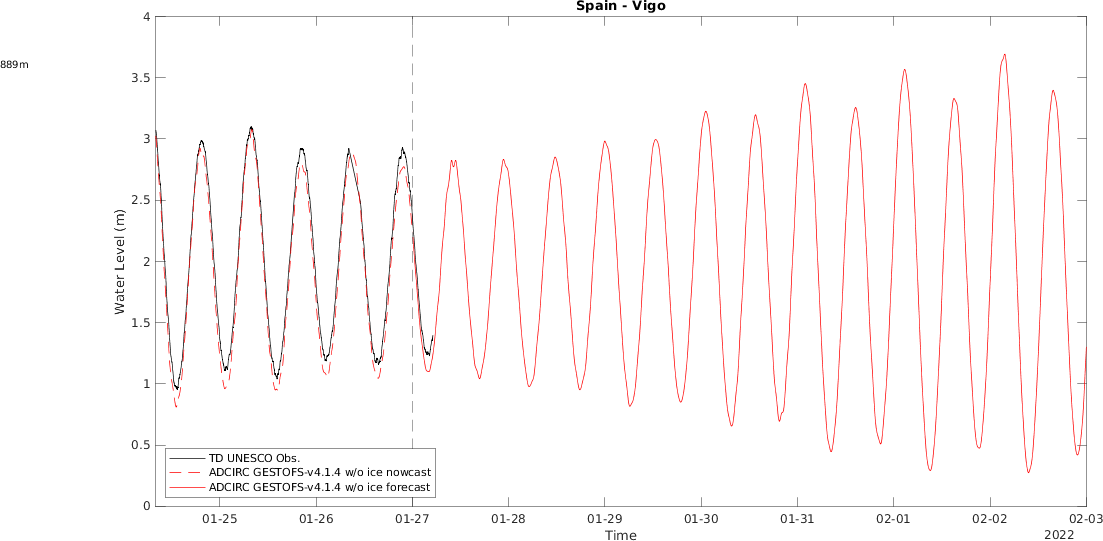 Spain - Vigo
889m
4
3.5
3
2.5
2
1.5
1
0.5
0
Water Level (m)
TD UNESCO Obs.
ADCIRC GESTOFS-v4.1.4 w/o ice nowcast
ADCIRC GESTOFS-v4.1.4 w/o ice forecast
01-25 01-26 01-27 01-28 01-29 01-30 01-31 02-01 02-02 02-03
Time
2022